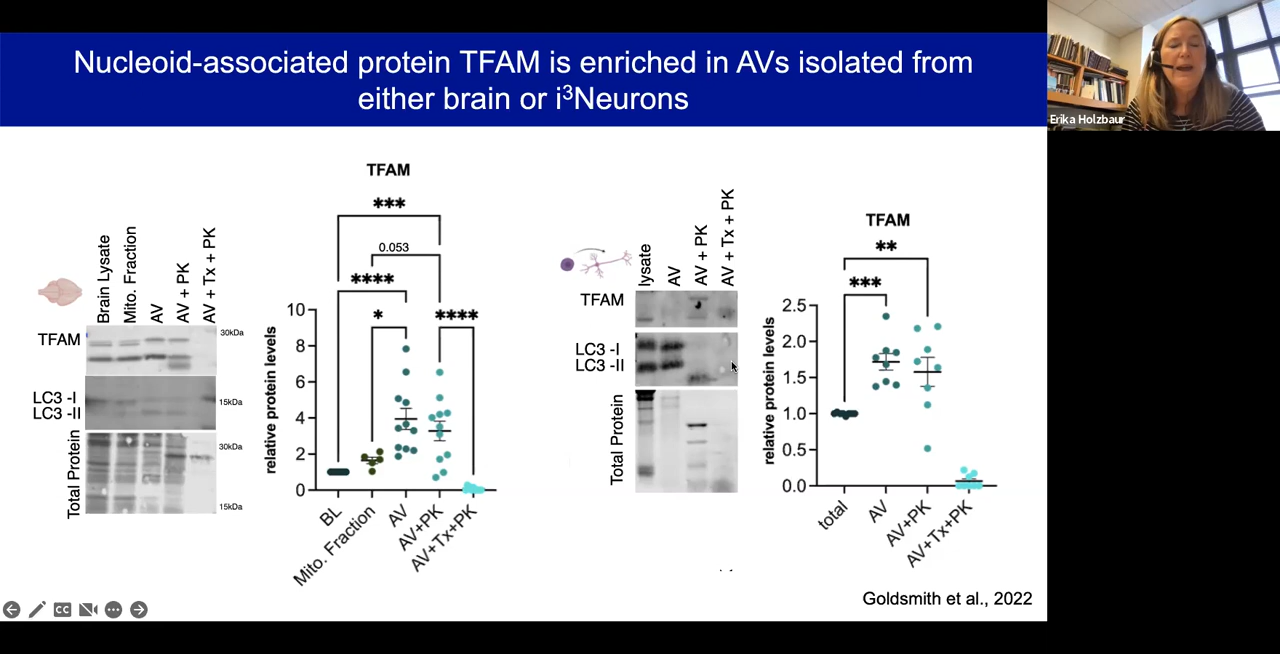 Nucleoid-associated protein TFAM is enriched in AVs isolated from
either brain or i³Neurons
Erika Holzbaur
Brain Lysate
Mito. Fraction
AV
AV + PK
AV + Tx + PK
TFAM
30kDa
LC3 -I
15kDa
LC3 -II
Total Protein
30kDa
15kDa
TFAM
***
0.053
****
*
****
relative protein levels
10
8
6
4
2
0
BL
Mito. Fraction
AV
AV+PK
AV+Tx+PK
lysate
AV
AV + PK
AV + Tx + PK
TFAM
LC3 -I
LC3 -II
Total Protein
TFAM
**
***
relative protein levels
2.5
2.0
1.5
1.0
0.5
0.0
total
AV
AV+PK
AV+Tx+PK
Goldsmith et al., 2022
CC